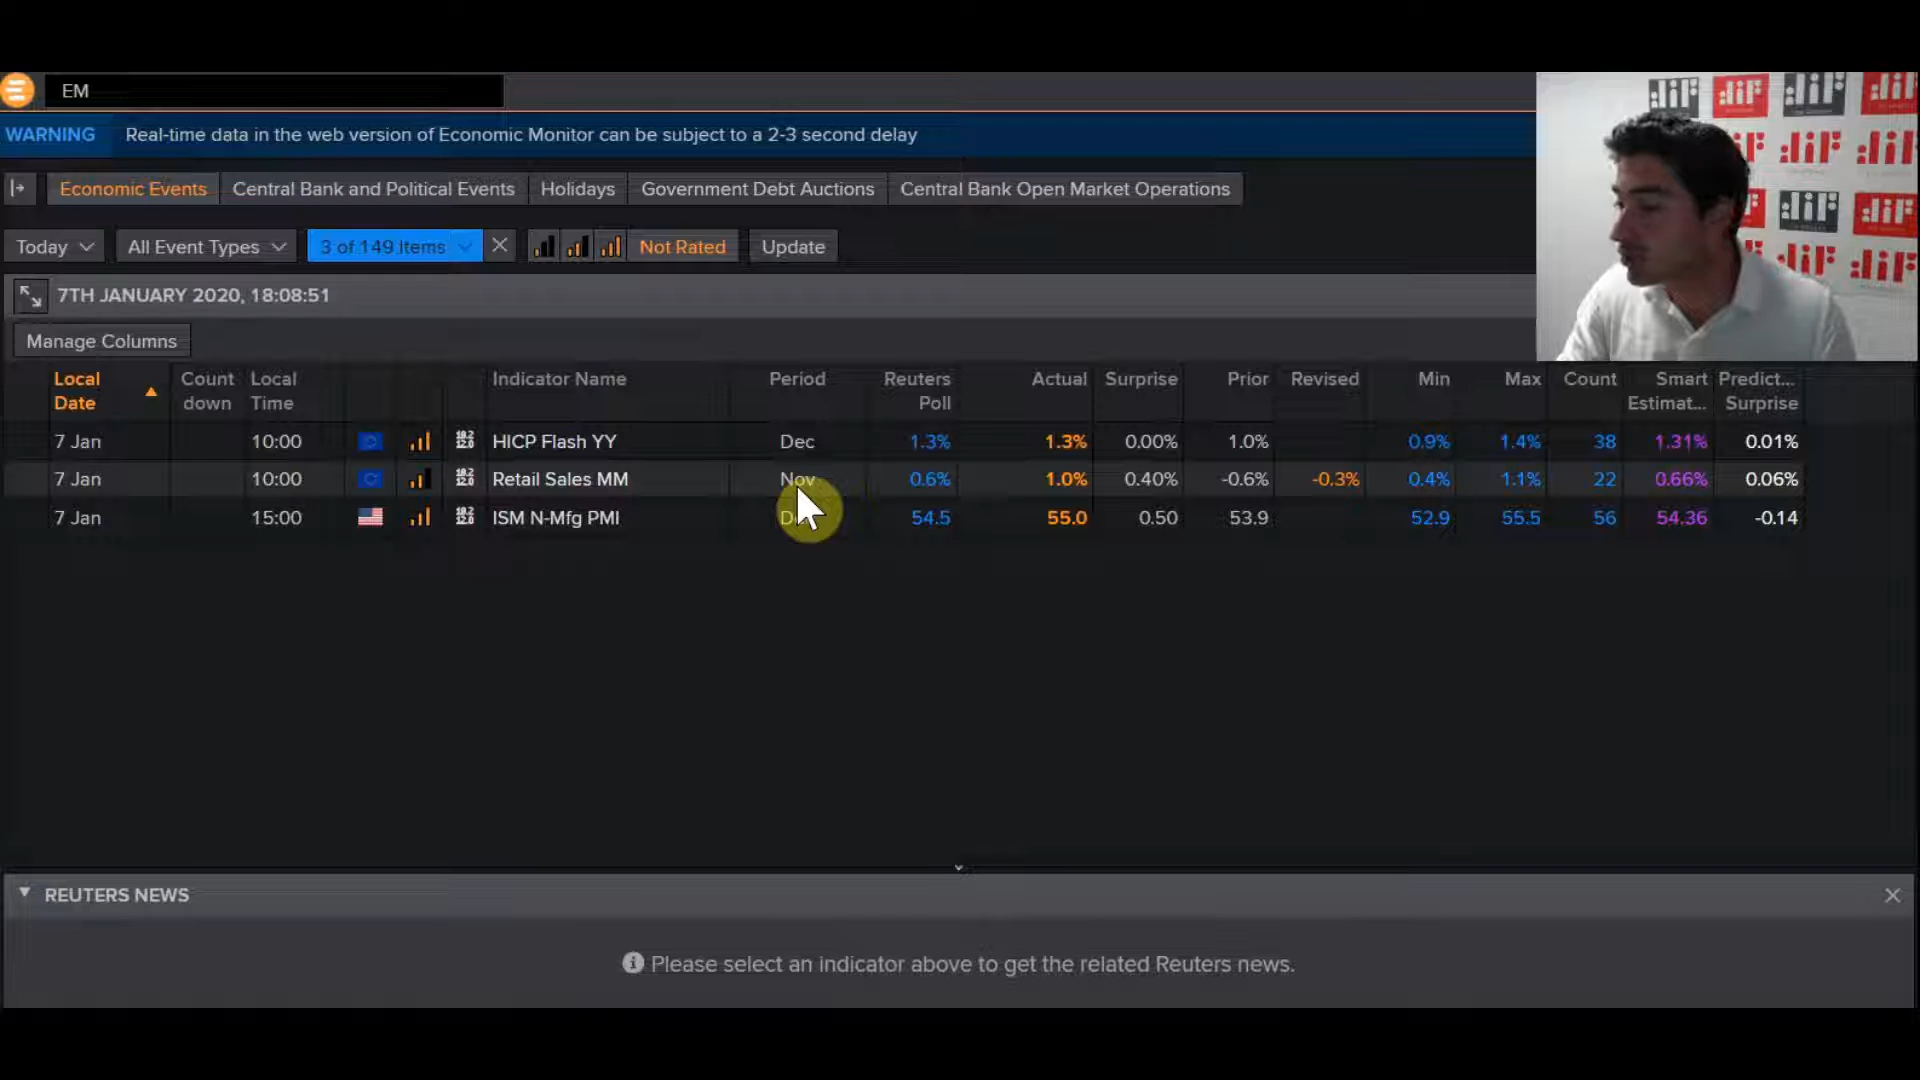 EM
WARNING Real-time data in the web version of Economic Monitor can be subject to a 2-3 second delay
Economic Events Central Bank and Political Events Holidays Government Debt Auctions Central Bank Open Market Operations
Today All Event Types 3 of 149 items Not Rated Update
7TH JANUARY 2020, 18:08:51
Manage Columns
Local Date Count down Local Time Indicator Name Period Reuters Poll Actual Surprise Prior Revised Min Max Count Smart Estimat... Predict... Surprise
7 Jan 10:00 HICP Flash YY Dec 1.3% 1.3% 0.00% 1.0% 0.9% 1.4% 38 1.31% 0.01%
7 Jan 10:00 Retail Sales MM Nov 0.6% 1.0% 0.40% -0.6% -0.3% 0.4% 1.1% 22 0.66% 0.06%
7 Jan 15:00 ISM N-Mfg PMI 54.5 55.0 0.50 53.9 52.9 55.5 56 54.36 -0.14
REUTERS NEWS
Please select an indicator above to get the related Reuters news.